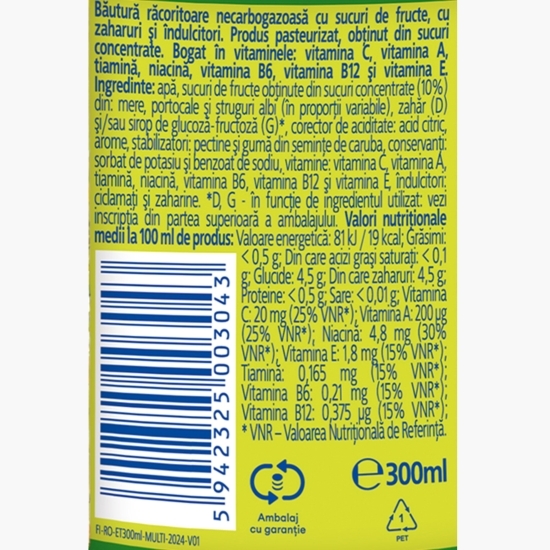 Băutură răcoritoare necarbogazoasă cu sucuri de fructe, cu
zaharuri și îndulcitori. Produs pasteurizat, obținut din sucuri
concentrate. Bogat în vitaminele: vitamina C, vitamina A,
tiamină, niacină, vitamina B6, vitamina B12 și vitamina E.
Ingrediente: apă, sucuri de fructe obținute din sucuri concentrate (10%)
din: mere, portocale și struguri albi (în proporții variabile), zahăr (D)
și/sau sirop de glucoză-fructoză (G)*, corector de aciditate: acid citric,
arome, stabilizatori: pectine și gumă din semințe de caruba, conservanți:
sorbat de potasiu și benzoat de sodiu, vitamine: vitamina C, vitamina A,
tiamină, niacină, vitamina B6, vitamina B12 și vitamina E, îndulcitori:
ciclamați și zaharine. *D, G - în funcție de ingredientul utilizat: vezi
inscripția din partea superioară a ambalajului. Valori nutriționale
medii la 100 ml de produs: Valoare energetică: 81 kJ / 19 kcal; Grăsimi:
< 0,5 g; Din care acizi grași saturați: < 0,1
g; Glucide: 4,5 g; Din care zaharuri: 4,5 g;
Proteine: < 0,5 g; Sare: < 0,01 g; Vitamina
C: 20 mg (25% VNR*); Vitamina A: 200 µg
(25% VNR*); Niacină: 4,8 mg (30%
VNR*); Vitamina E: 1,8 mg (15% VNR*);
Tiamină: 0,165 mg (15% VNR*);
Vitamina B6: 0,21 mg (15% VNR*);
Vitamina B12: 0,375 µg (15% VNR*);
* VNR – Valoarea Nutrițională de Referință.
5 942325 003043
Ambalaj
cu garanție
e 300ml
1
PET
FI-RO-ET300ml-MULTI-2024-V01